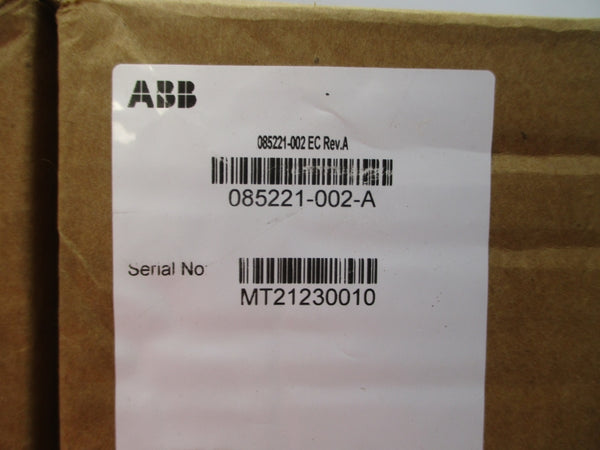 ABB
085221-002 EC Rev.A
085221-002-A
Serial No
MT21230010